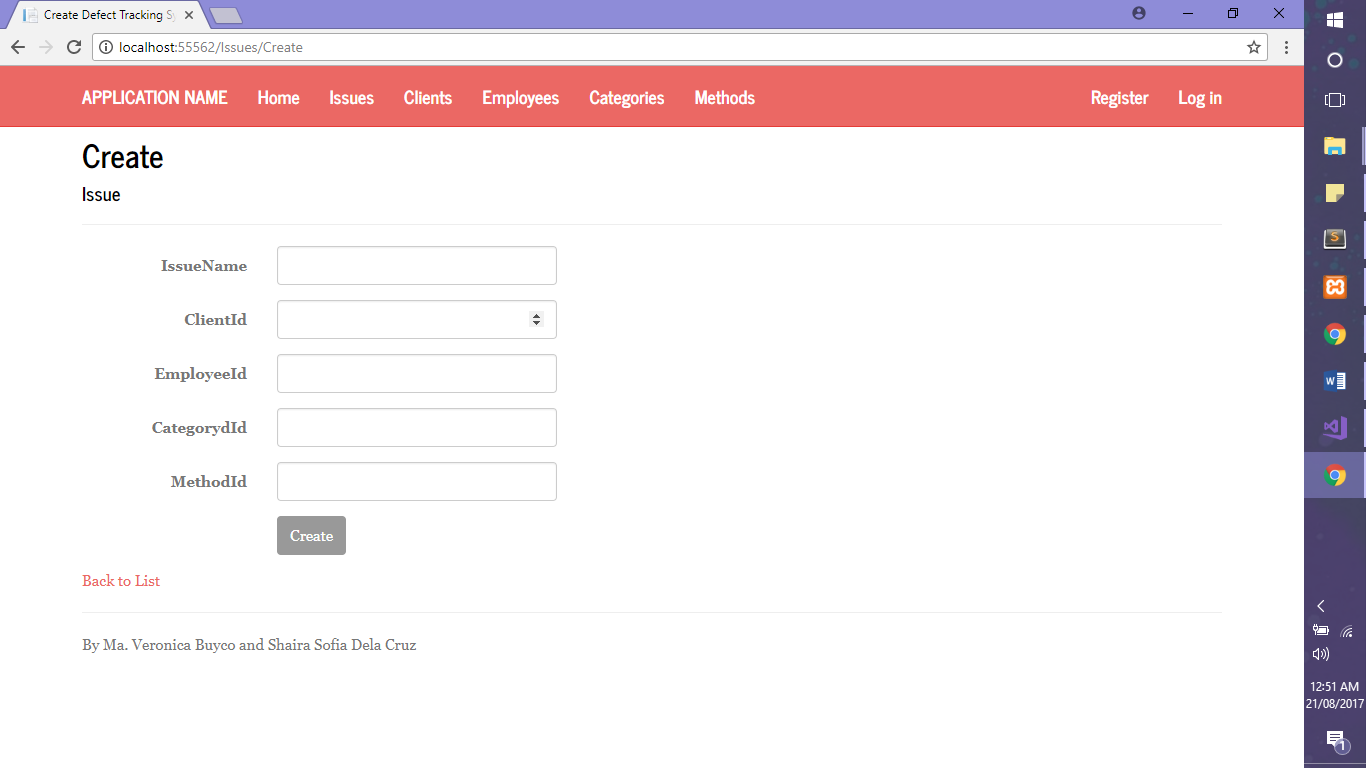 Create Defect Tracking S
localhost:55562/Issues/Create
APPLICATION NAME Home Issues Clients Employees Categories Methods Register Log in
Create
Issue
IssueName
ClientId
EmployeeId
CategorydId
MethodId
Create
Back to List
By Ma. Veronica Buyco and Shaira Sofia Dela Cruz
12:51 AM
21/08/2017
1